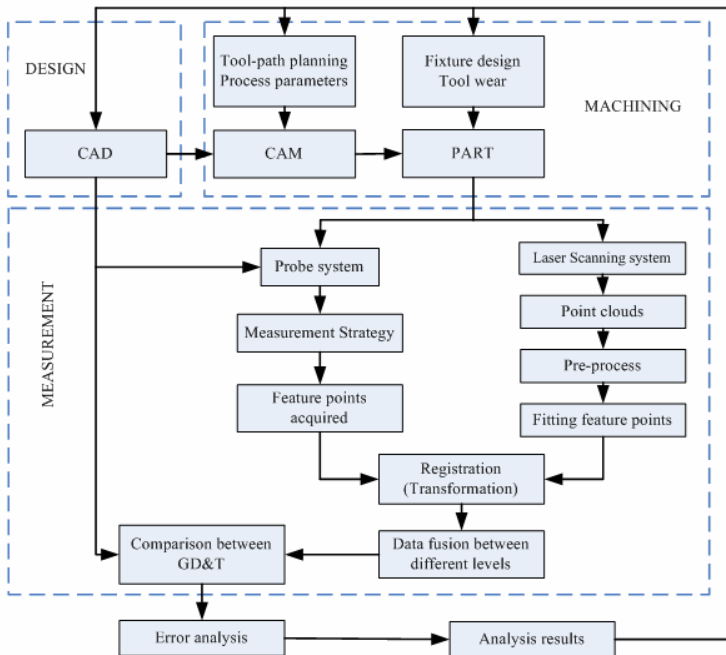 DESIGN
Tool-path planning
Process parameters
Fixture design
Tool wear
MACHINING
CAD
CAM
PART
MEASUREMENT
Probe system
Laser Scanning system
Measurement Strategy
Point clouds
Feature points
acquired
Pre-process
Fitting feature points
Registration
(Transformation)
Comparison between
GD&T
Data fusion between
different levels
Error analysis
Analysis results